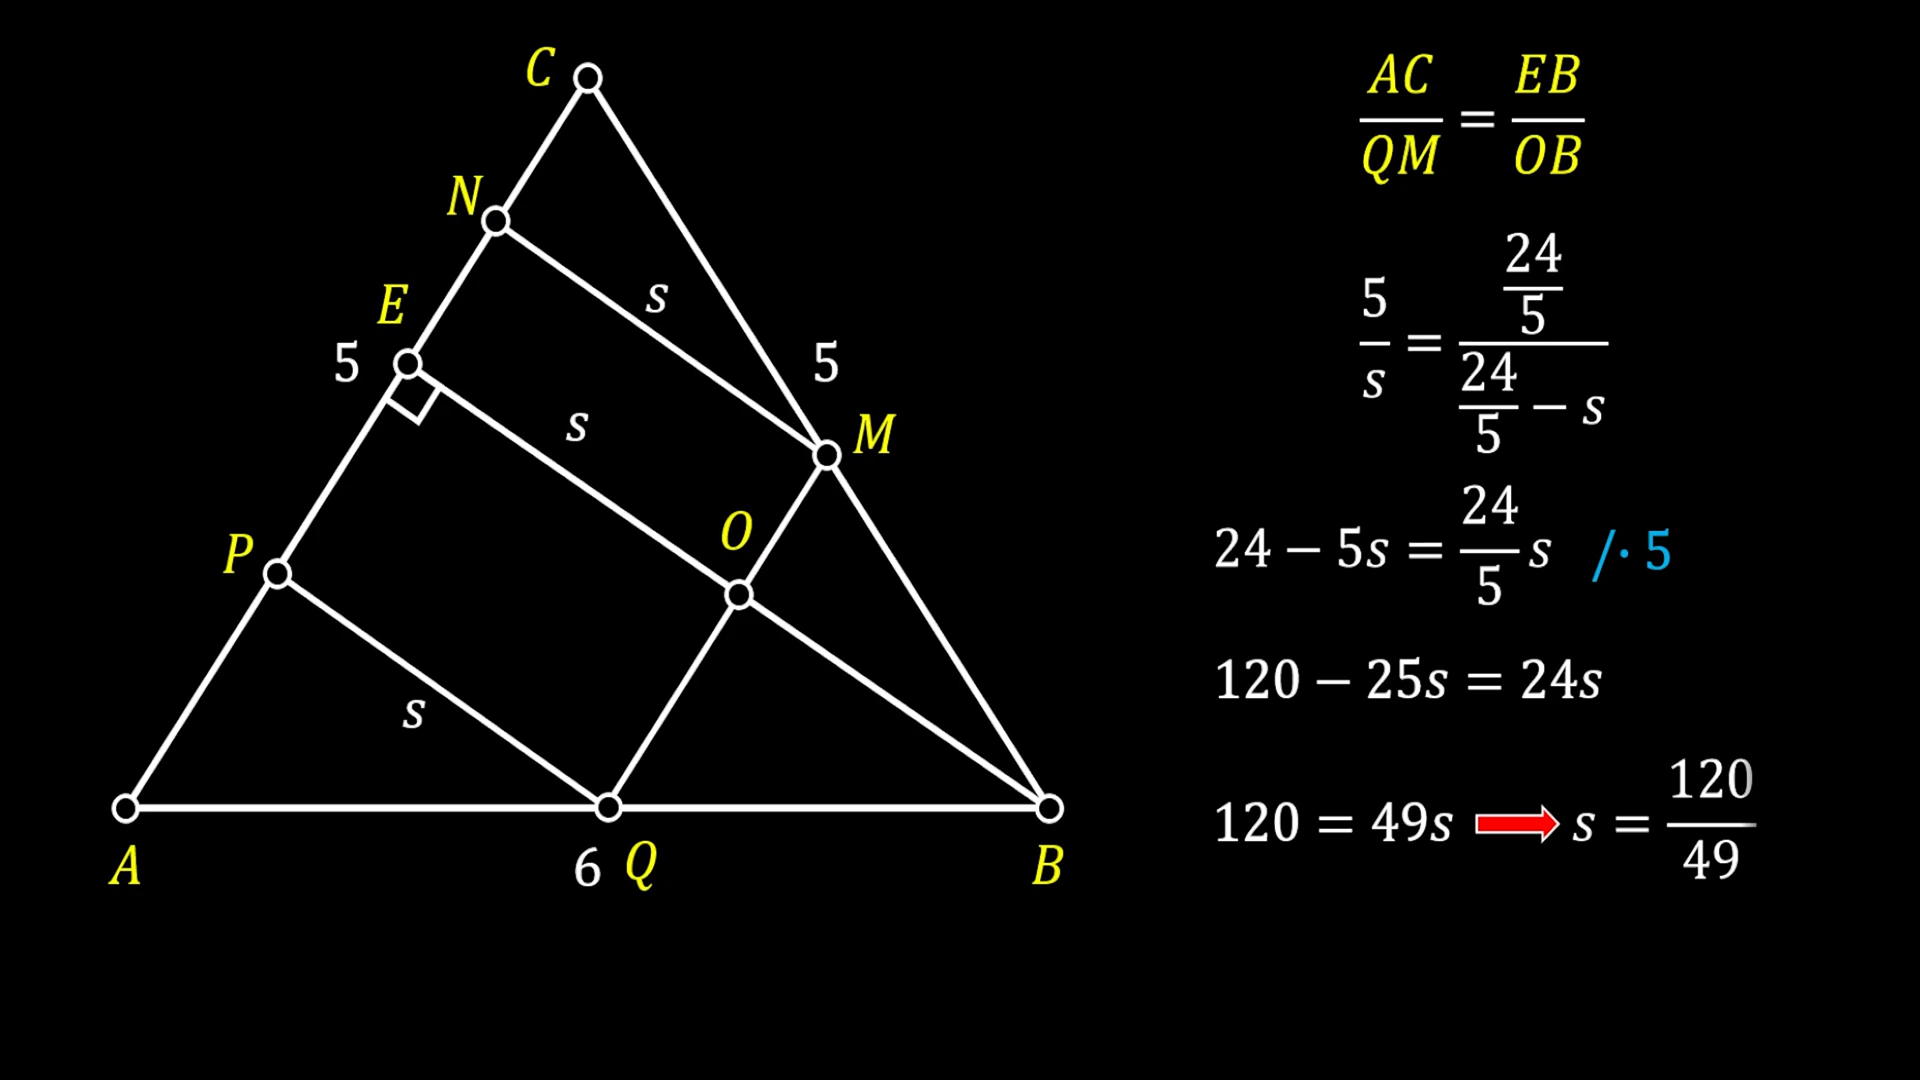 C
N
E
5
s
5
s
M
O
P
s
A
6 Q
B
AC/QM = EB/OB
5/s = (24/5)/(24/5 − s)
24 − 5s = 24/5 s /· 5
120 − 25s = 24s
120 = 49s s = 120/49